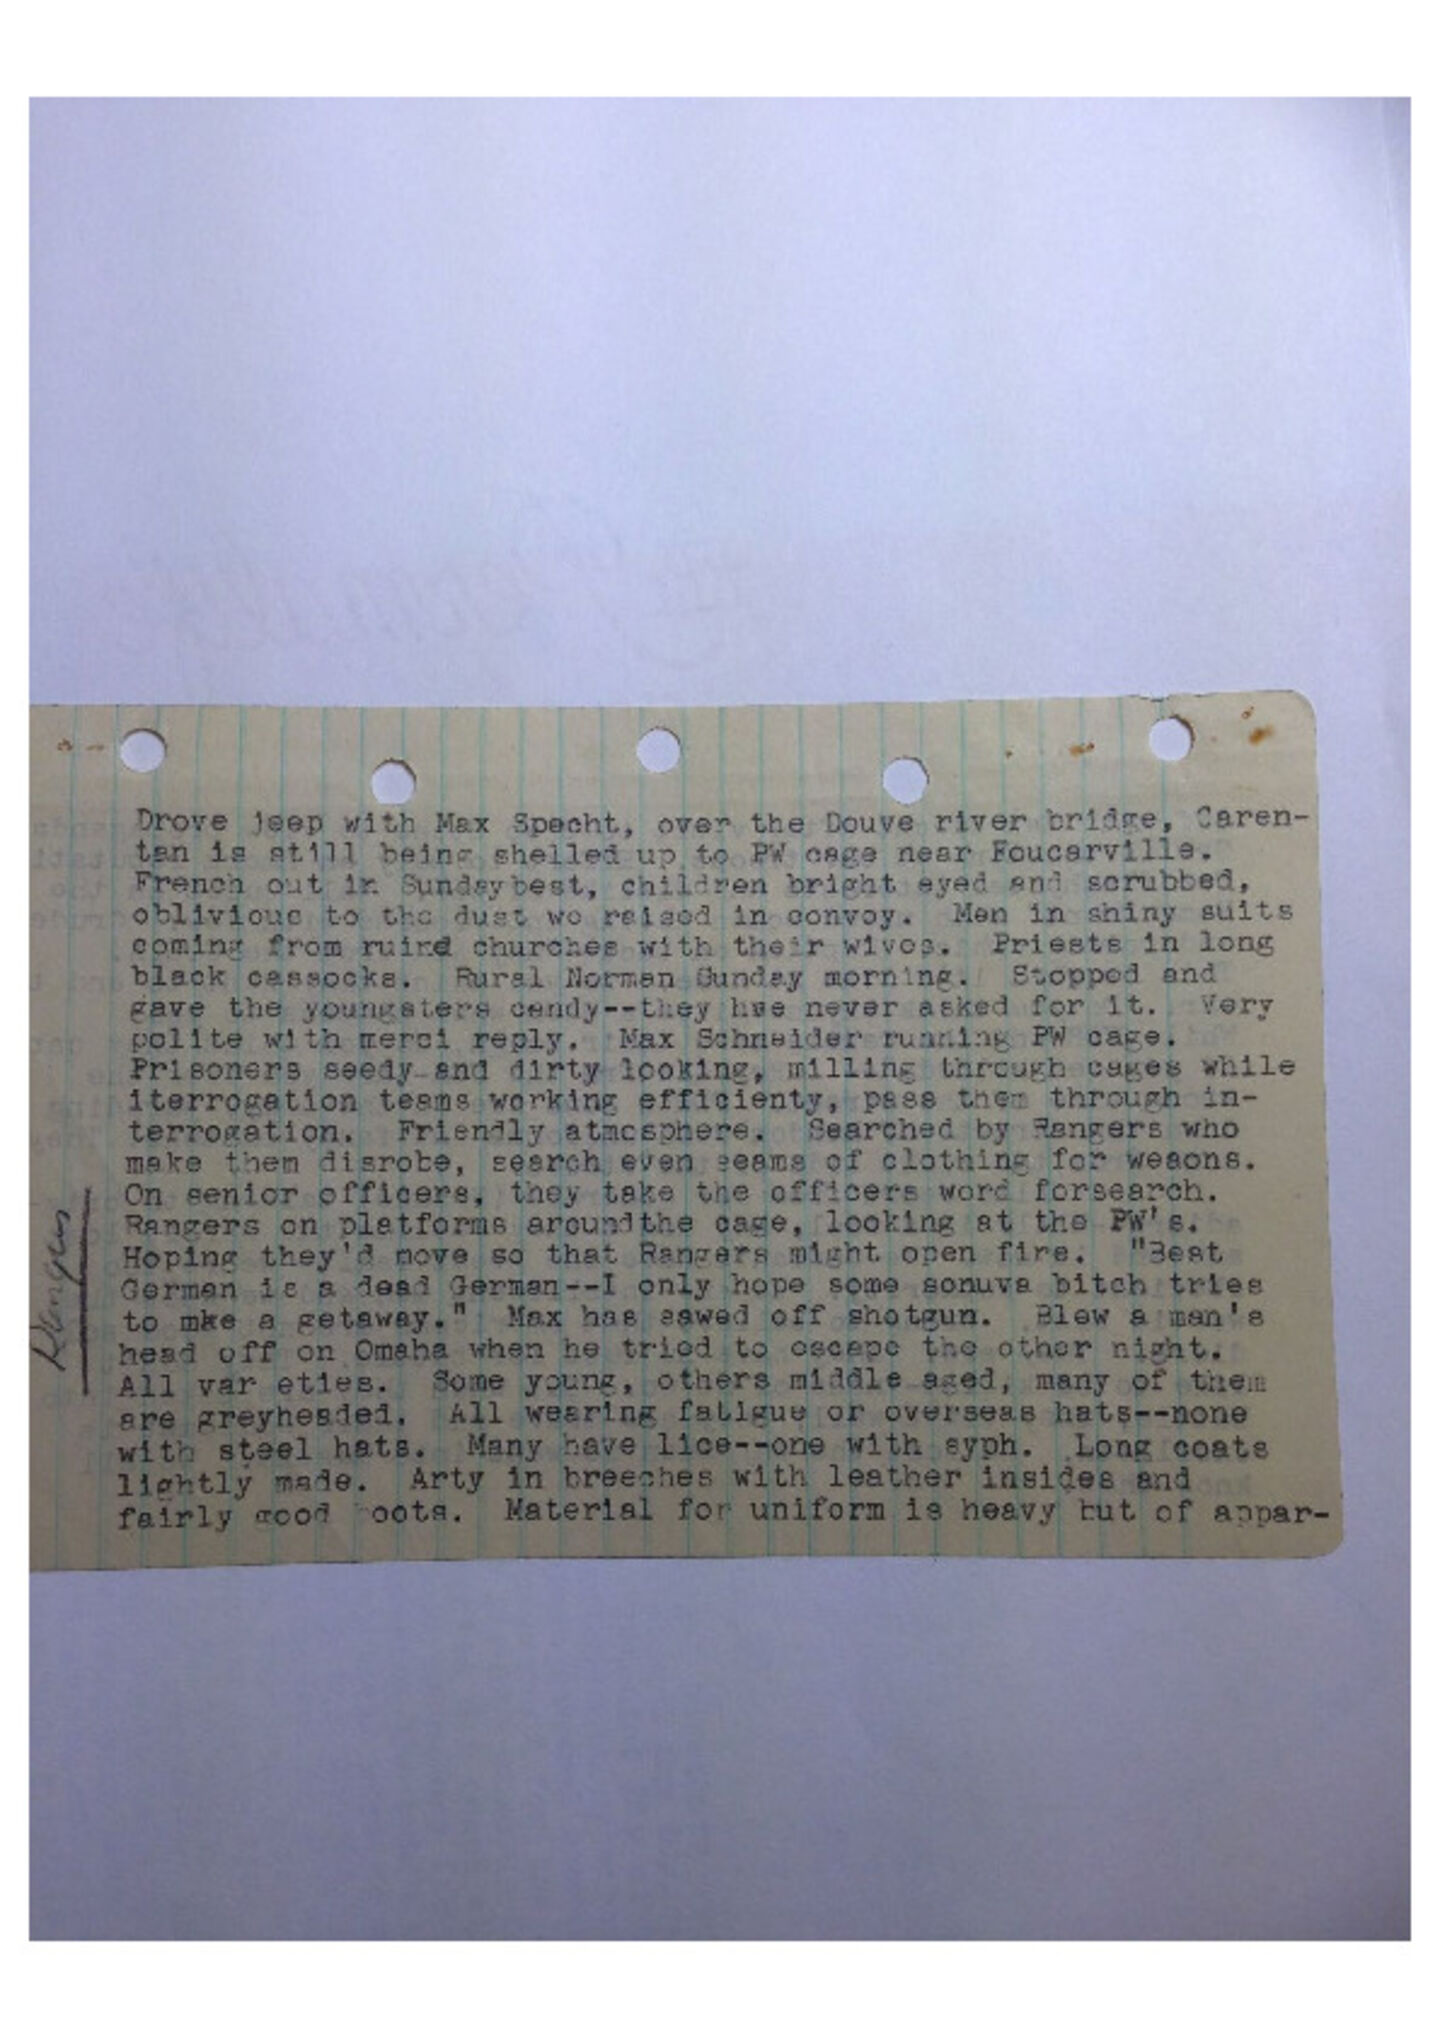 Drove jeep with Max Specht, over the Douve river bridge, Caren-
tan is still being shelled up to PW cage near Foucarville.
French out in Sundaybest, children bright eyed and scrubbed,
oblivious to the dust we raised in convoy. Men in shiny suits
coming from ruind churches with their wives. Priests in long
black cassocks. Rural Norman Sunday morning. Stopped and
gave the youngsters candy--they hve never asked for it. Very
polite with merci reply. Max Schneider running PW cage.
Prisoners seedy and dirty looking, milling through cages while
iterrogation teams working efficienty, pass them through in-
terrogation. Friendly atmosphere. Searched by Rangers who
make them disrobe, search even seams of clothing for weaons.
On senior officers, they take the officers word forsearch.
Rangers on platforms aroundthe cage, looking at the PW's.
Hoping they'd move so that Rangers might open fire. "Best
German is a dead German--I only hope some sonuva bitch tries
to mke a getaway." Max has sawed off shotgun. Blew a man's
head off on Omaha when he tried to escape the other night.
All var eties. Some young, others middle aged, many of them
are greyheaded. All wearing fatigue or overseas hats--none
with steel hats. Many have lice--one with syph. Long coats
lightly made. Arty in breeches with leather insides and
fairly good oots. Material for uniform is heavy but of appar-
Rangers